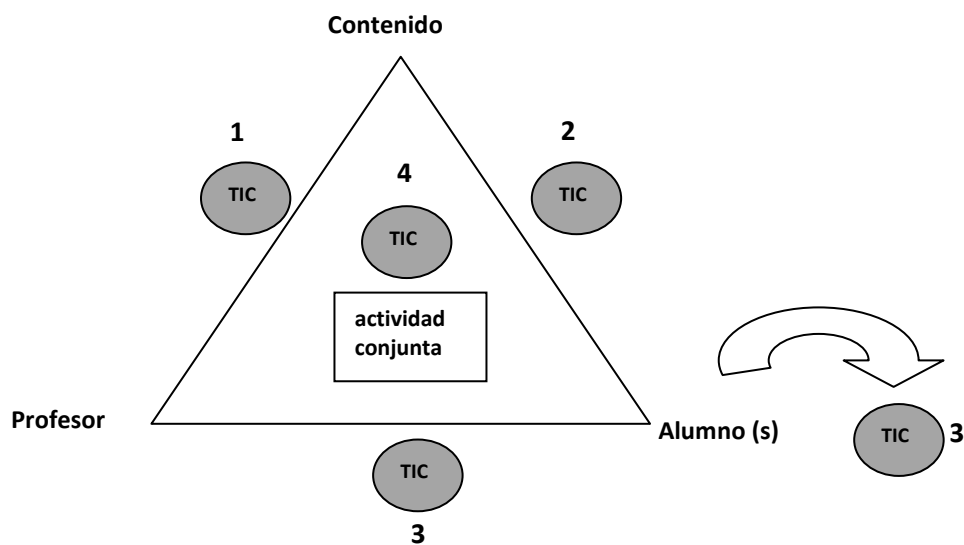 Contenido
1
2
TIC
4
TIC
TIC
actividad
conjunta
Profesor
Alumno (s)
TIC
3
TIC
3